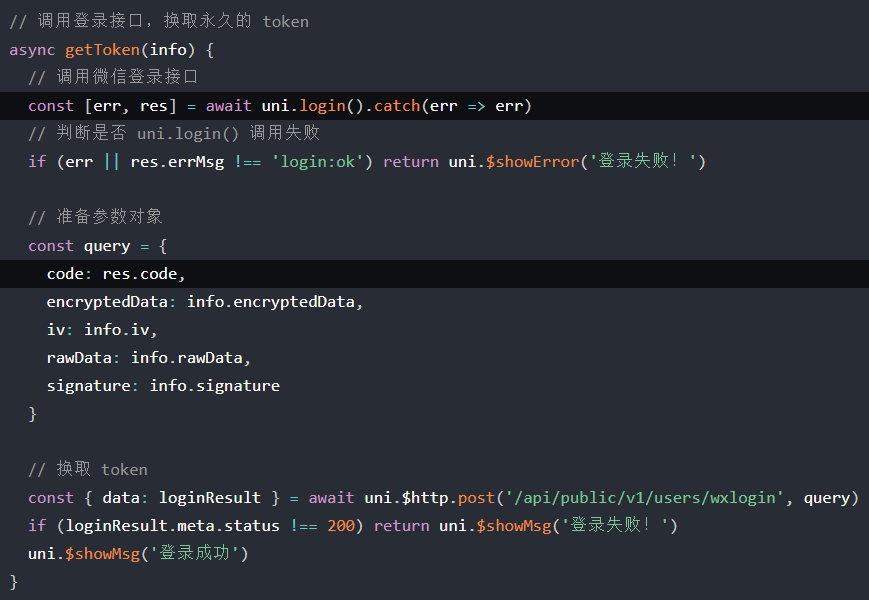 // 调用登录接口，换取永久的 token
async getToken(info) {
  // 调用微信登录接口
  const [err, res] = await uni.login().catch(err => err)
  // 判断是否 uni.login() 调用失败
  if (err || res.errMsg !== 'login:ok') return uni.$showError('登录失败！')

  // 准备参数对象
  const query = {
    code: res.code,
    encryptedData: info.encryptedData,
    iv: info.iv,
    rawData: info.rawData,
    signature: info.signature
  }

  // 换取 token
  const { data: loginResult } = await uni.$http.post('/api/public/v1/users/wxlogin', query)
  if (loginResult.meta.status !== 200) return uni.$showMsg('登录失败！')
  uni.$showMsg('登录成功')
}